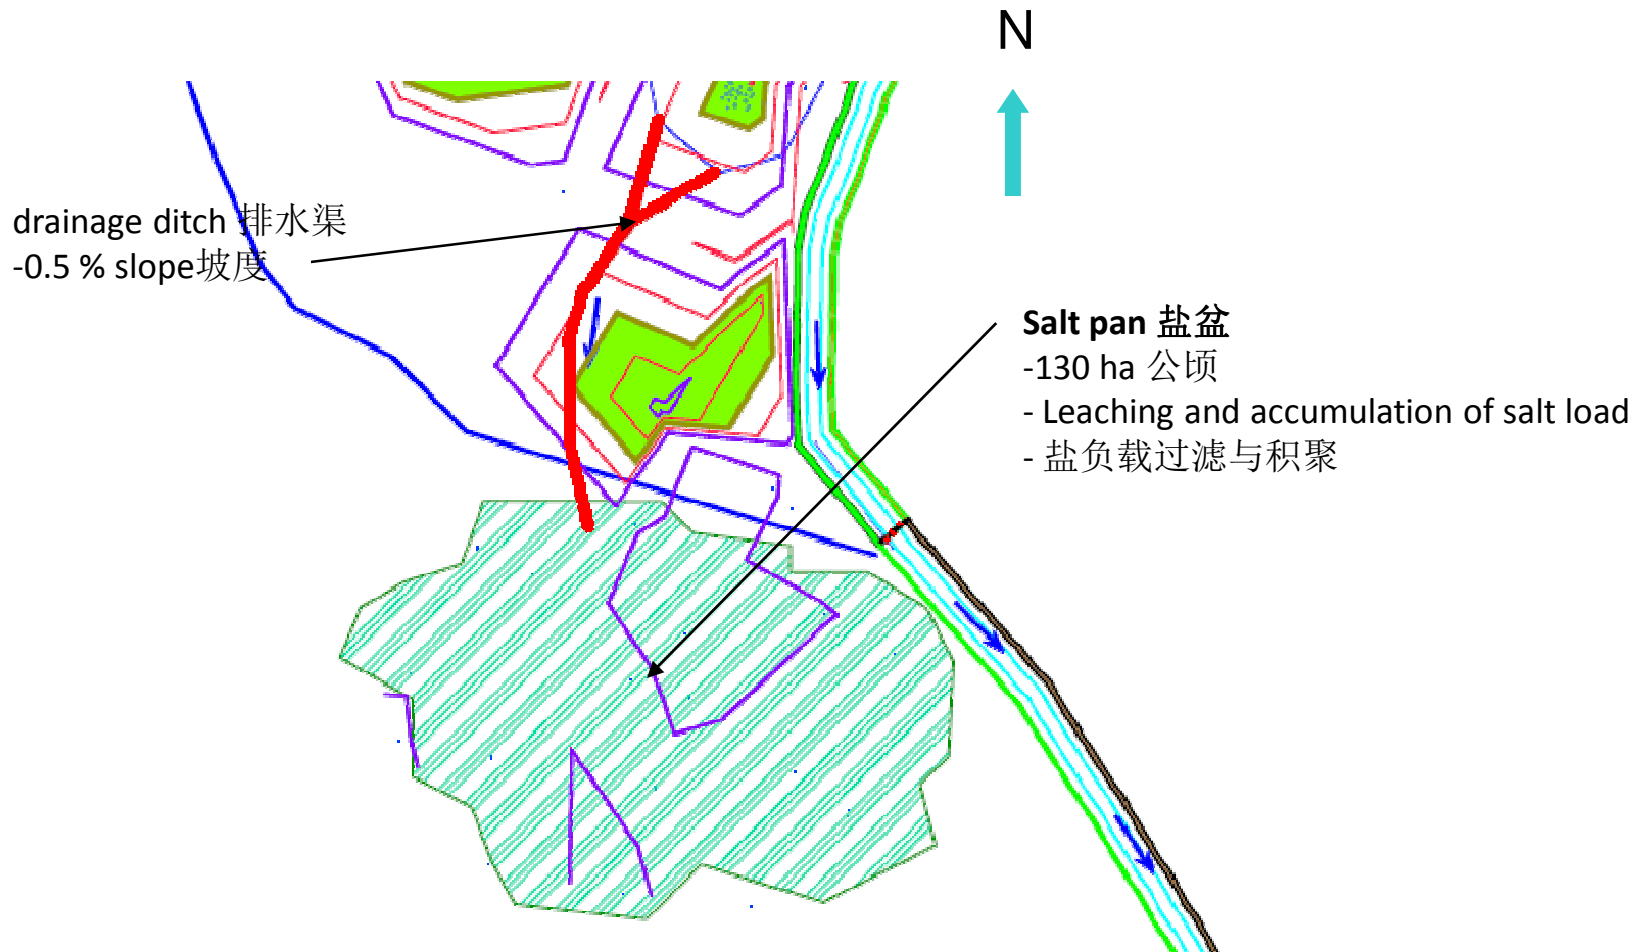 N
drainage ditch 排水渠
-0.5 % slope坡度
Salt pan 盐盆
-130 ha 公顷
- Leaching and accumulation of salt load
- 盐负载过滤与积聚